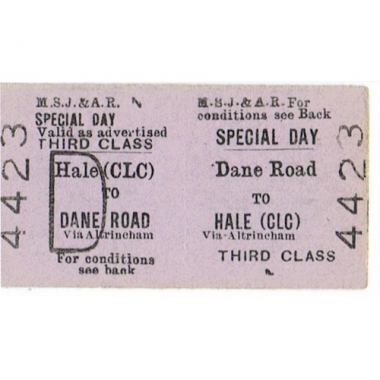 4423
M.S.J.&A.R.
SPECIAL DAY
Valid as advertised
THIRD CLASS
Hale (CLC)
TO
DANE ROAD
Via Altrincham
For conditions
see back
D
M.S.J.&A.R. For
conditions see Back
SPECIAL DAY
Dane Road
TO
HALE (CLC)
Via Altrincham
THIRD CLASS
4423